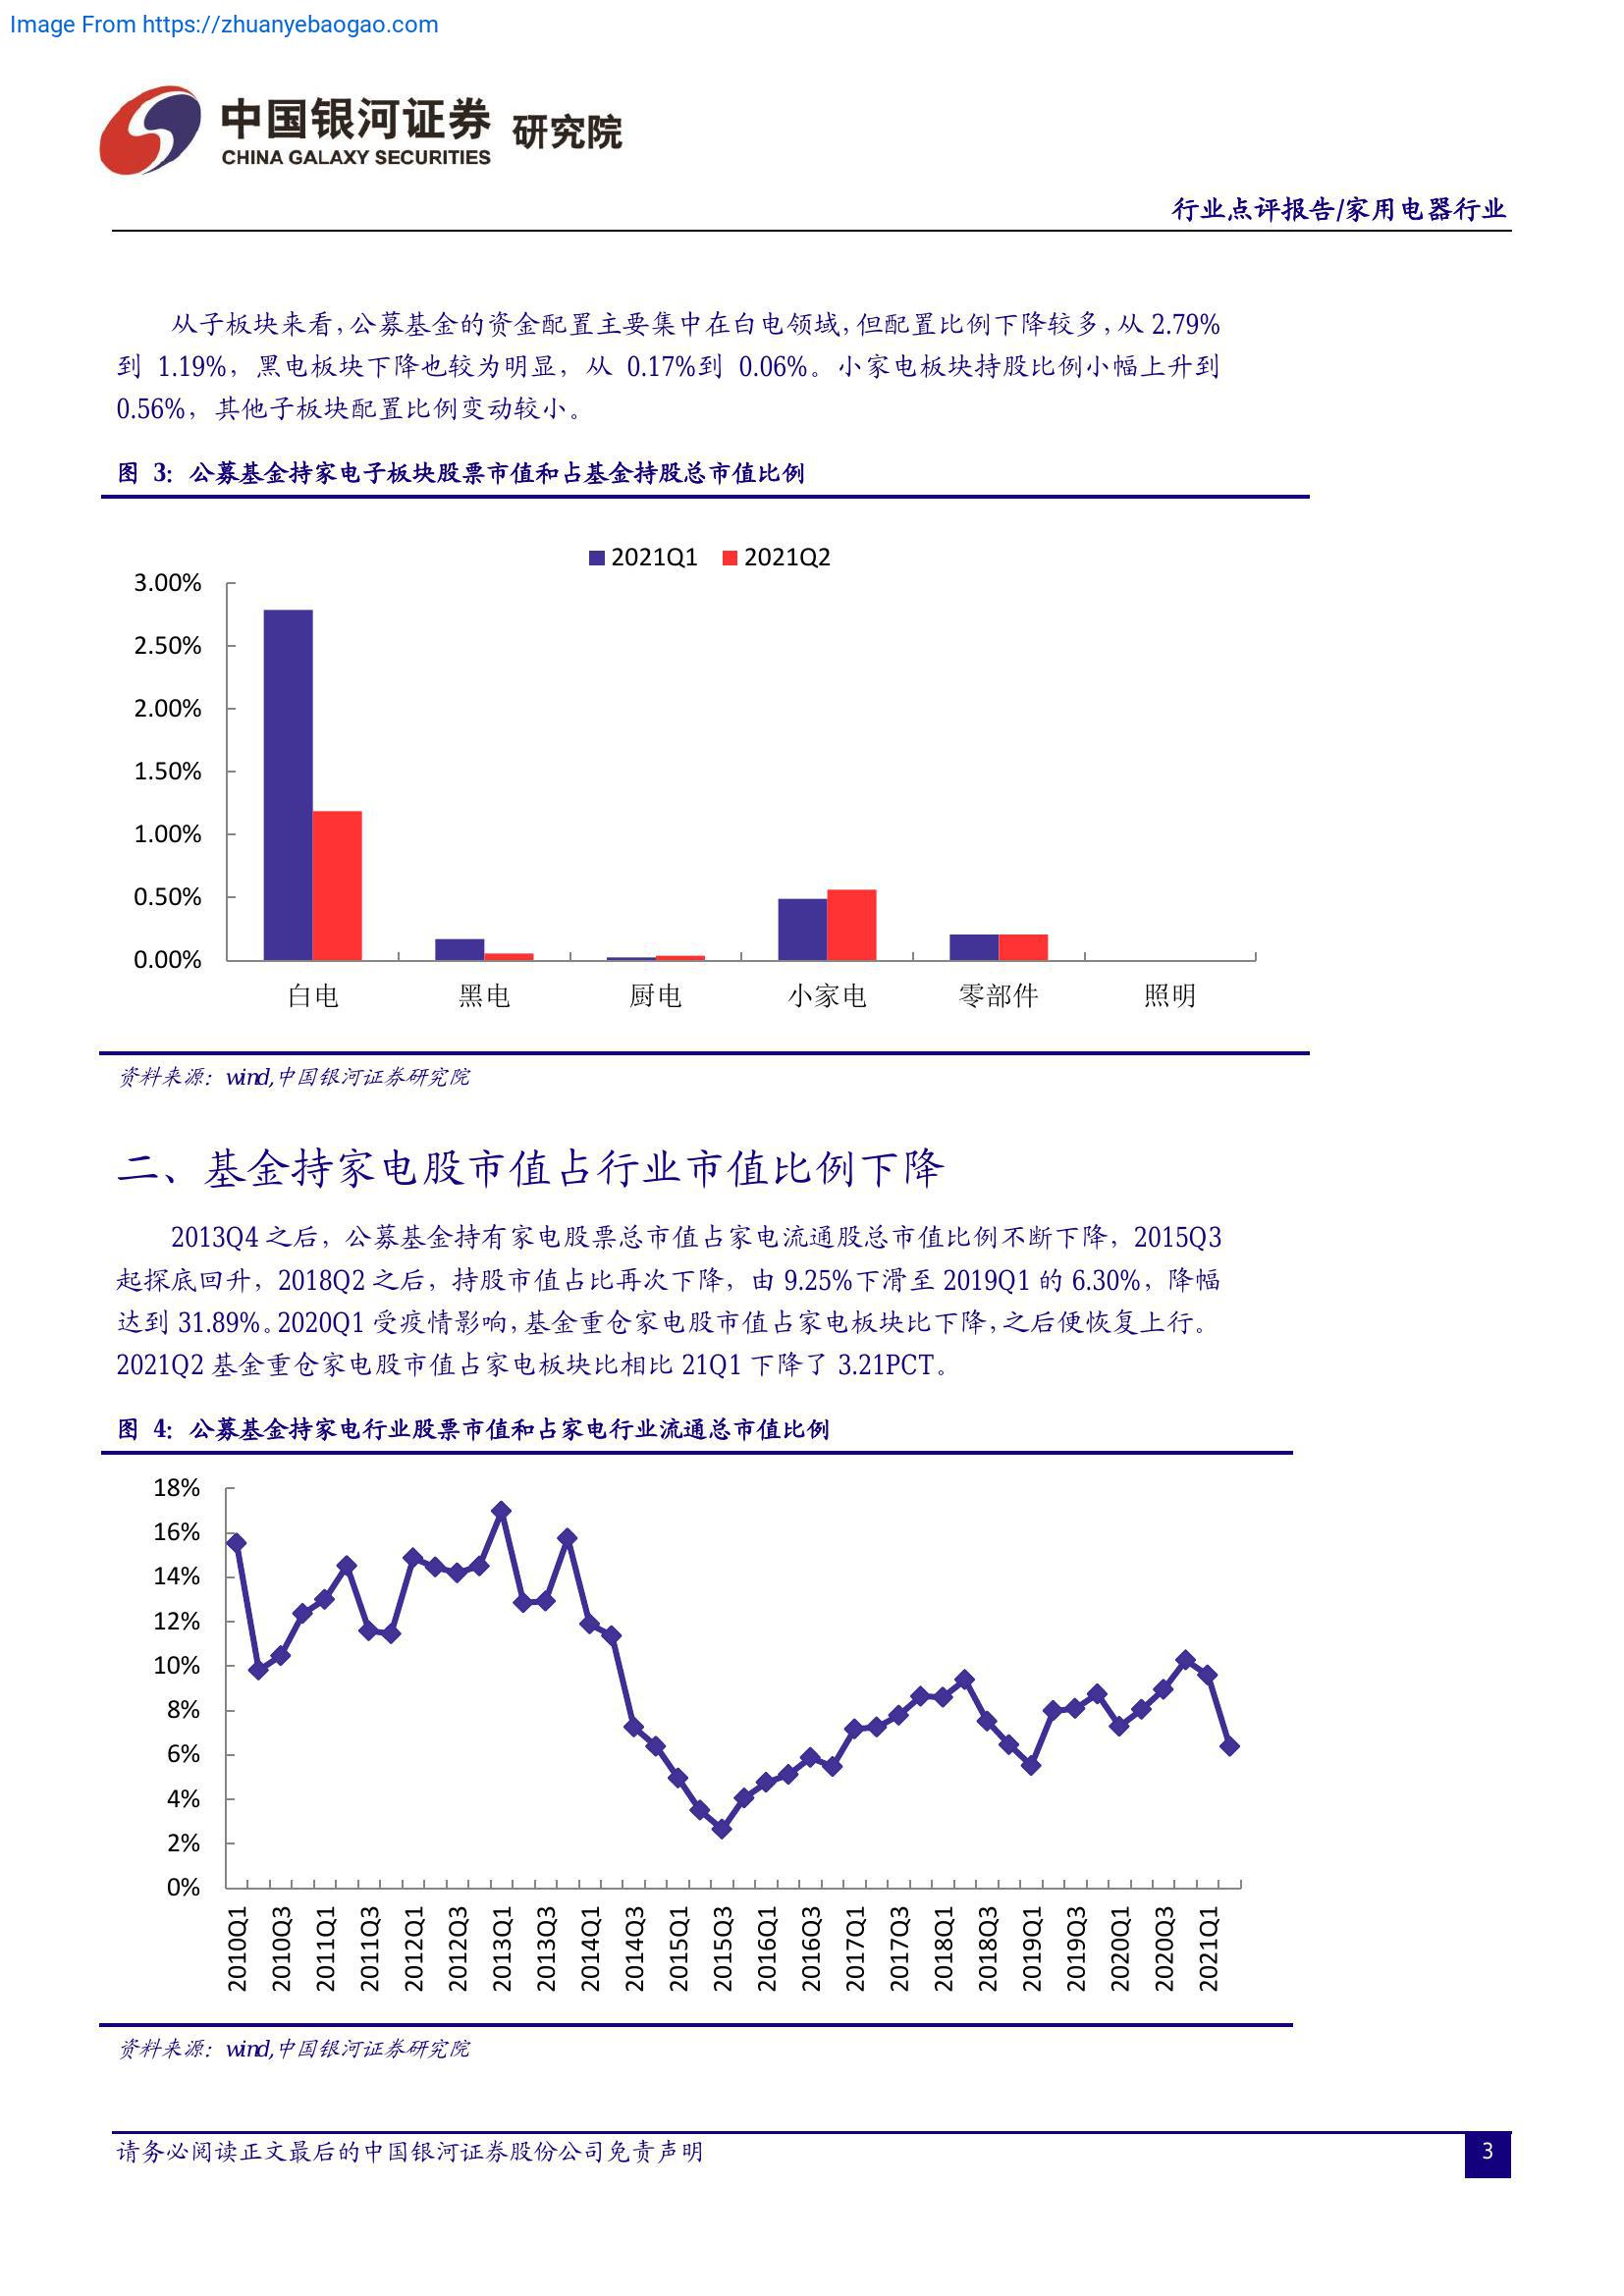 Image From https://zhuanyebaogao.com
中国银河证券 研究院
CHINA GALAXY SECURITIES
行业点评报告/家用电器行业
从子板块来看，公募基金的资金配置主要集中在白电领域，但配置比例下降较多，从 2.79%
到 1.19%，黑电板块下降也较为明显，从 0.17%到 0.06%。小家电板块持股比例小幅上升到
0.56%，其他子板块配置比例变动较小。
图 3：公募基金持家电子板块股票市值和占基金持股总市值比例
2021Q1 2021Q2
3.00%
2.50%
2.00%
1.50%
1.00%
0.50%
0.00%
白电 黑电 厨电 小家电 零部件 照明
资料来源：wind,中国银河证券研究院
二、基金持家电股市值占行业市值比例下降
2013Q4 之后，公募基金持有家电股票总市值占家电流通股总市值比例不断下降，2015Q3
起探底回升，2018Q2 之后，持股市值占比再次下降，由 9.25%下滑至 2019Q1 的 6.30%，降幅
达到 31.89%。2020Q1 受疫情影响，基金重仓家电股市值占家电板块比下降，之后便恢复上行。
2021Q2 基金重仓家电股市值占家电板块比相比 21Q1 下降了 3.21PCT。
图 4：公募基金持家电行业股票市值和占家电行业流通总市值比例
18%
16%
14%
12%
10%
8%
6%
4%
2%
0%
2010Q1 2010Q3 2011Q1 2011Q3 2012Q1 2012Q3 2013Q1 2013Q3 2014Q1 2014Q3 2015Q1 2015Q3 2016Q1 2016Q3 2017Q1 2017Q3 2018Q1 2018Q3 2019Q1 2019Q3 2020Q1 2020Q3 2021Q1
资料来源：wind,中国银河证券研究院
请务必阅读正文最后的中国银河证券股份公司免责声明
3